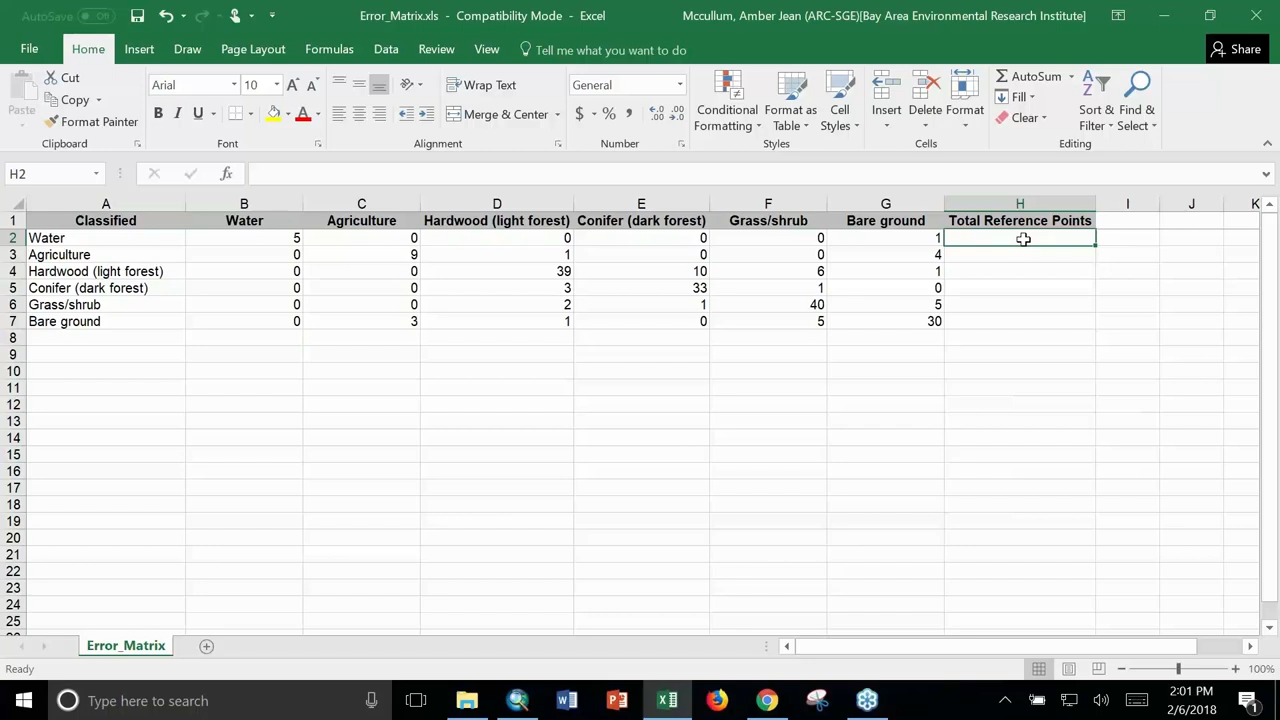 AutoSave Off Error_Matrix.xls - Compatibility Mode - Excel Mccullum, Amber Jean (ARC-SGE)[Bay Area Environmental Research Institute]
File Home Insert Draw Page Layout Formulas Data Review View Tell me what you want to do Share
Paste Cut Copy Format Painter Clipboard
Arial 10 B I U Font
Wrap Text Merge & Center Alignment
General $ % , Number
Conditional Formatting Format as Table Cell Styles Styles
Insert Delete Format Cells
AutoSum Fill Clear Sort & Filter Find & Select Editing
H2 fx
A B C D E F G H I J K
1 Classified Water Agriculture Hardwood (light forest) Conifer (dark forest) Grass/shrub Bare ground Total Reference Points
2 Water 5 0 0 0 0 1
3 Agriculture 0 9 1 0 0 4
4 Hardwood (light forest) 0 0 39 10 6 1
5 Conifer (dark forest) 0 0 3 33 1 0
6 Grass/shrub 0 0 2 1 40 5
7 Bare ground 0 3 1 0 5 30
8
9
10
11
12
13
14
15
16
17
18
19
20
21
22
23
24
25
Error_Matrix
Ready 100%
Type here to search 2:01 PM
2/6/2018 1